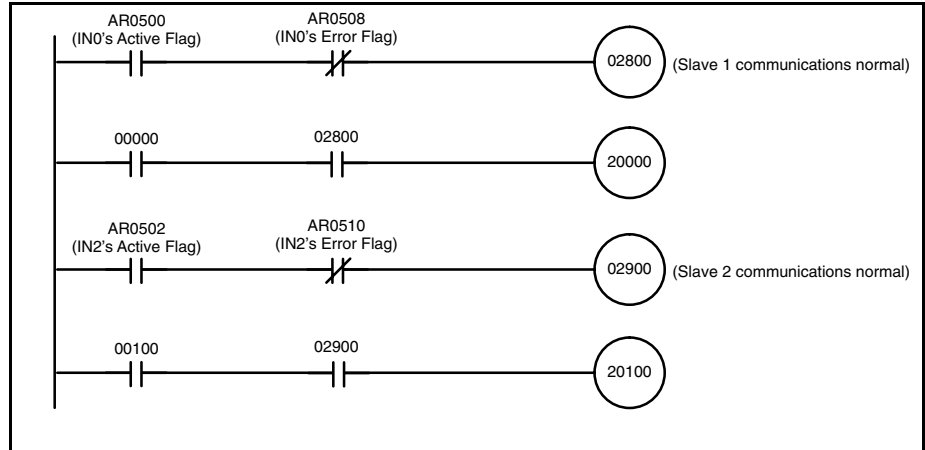 AR0500
(IN0's Active Flag)
AR0508
(IN0's Error Flag)
02800
(Slave 1 communications normal)
00000
02800
20000
AR0502
(IN2's Active Flag)
AR0510
(IN2's Error Flag)
02900
(Slave 2 communications normal)
00100
02900
20100